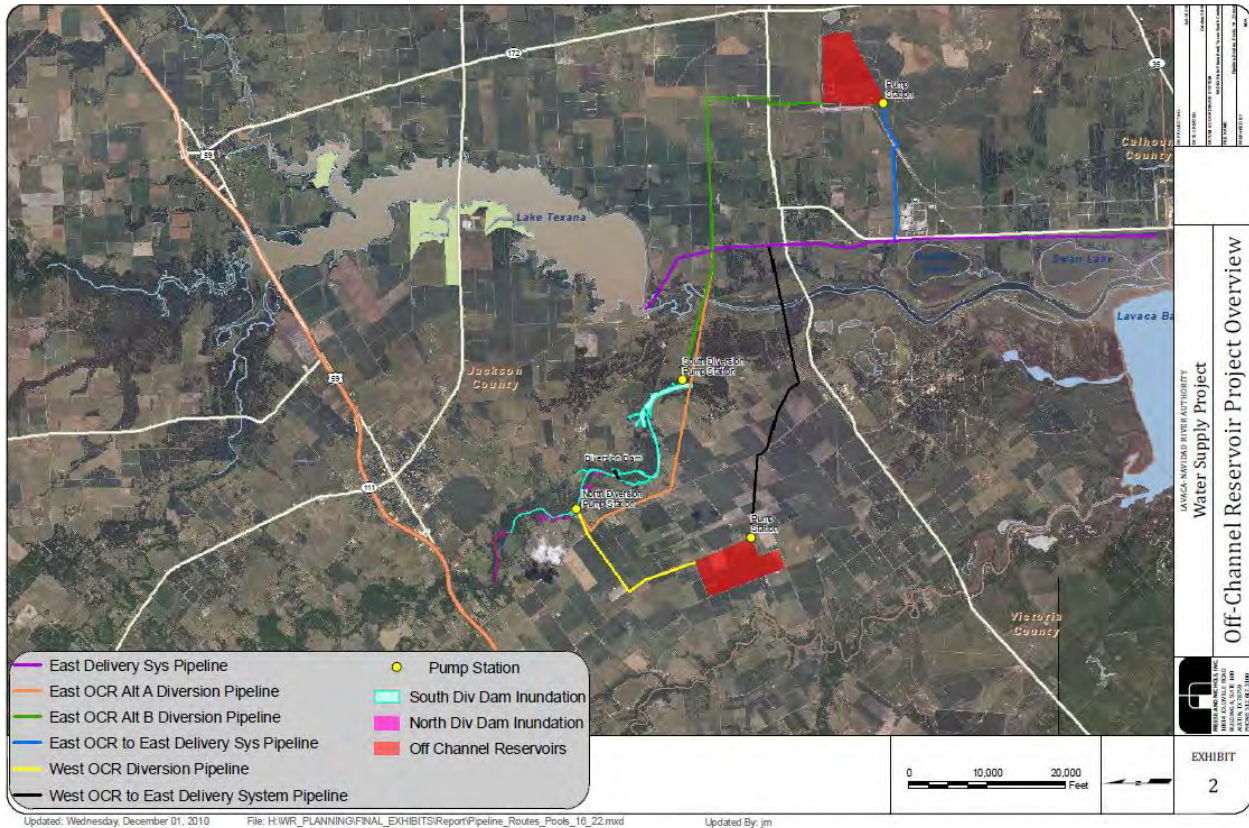 172
35
59
Pump
Station
Calhoun
County
Lake Texana
Swan Lake
Lavaca Ba
South Diversion
Pump Station
Jackson
County
59
Diversion Dam
North Diversion
Pump Station
111
Pump
Station
Victoria
County
East Delivery Sys Pipeline
East OCR Alt A Diversion Pipeline
East OCR Alt B Diversion Pipeline
East OCR to East Delivery Sys Pipeline
West OCR Diversion Pipeline
West OCR to East Delivery System Pipeline
Pump Station
South Div Dam Inundation
North Div Dam Inundation
Off Channel Reservoirs
0 10,000 20,000
Feet
N
LAVACA-NAVIDAD RIVER AUTHORITY
Water Supply Project
Off-Channel Reservoir Project Overview
FREESE AND NICHOLS, INC.
EXHIBIT
2
Updated: Wednesday, December 01, 2010 File: H:\WR_PLANNING\FINAL_EXHIBITS\Report\Pipeline_Routes_Pools_16_22.mxd Updated By: jm